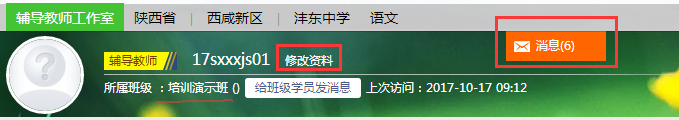 辅导教师工作室 陕西省 | 西咸新区 | 沣东中学 语文
消息(6)
辅导教师 17sxxxjs01 修改资料
所属班级 ：培训演示班 () 给班级学员发消息 上次访问：2017-10-17 09:12